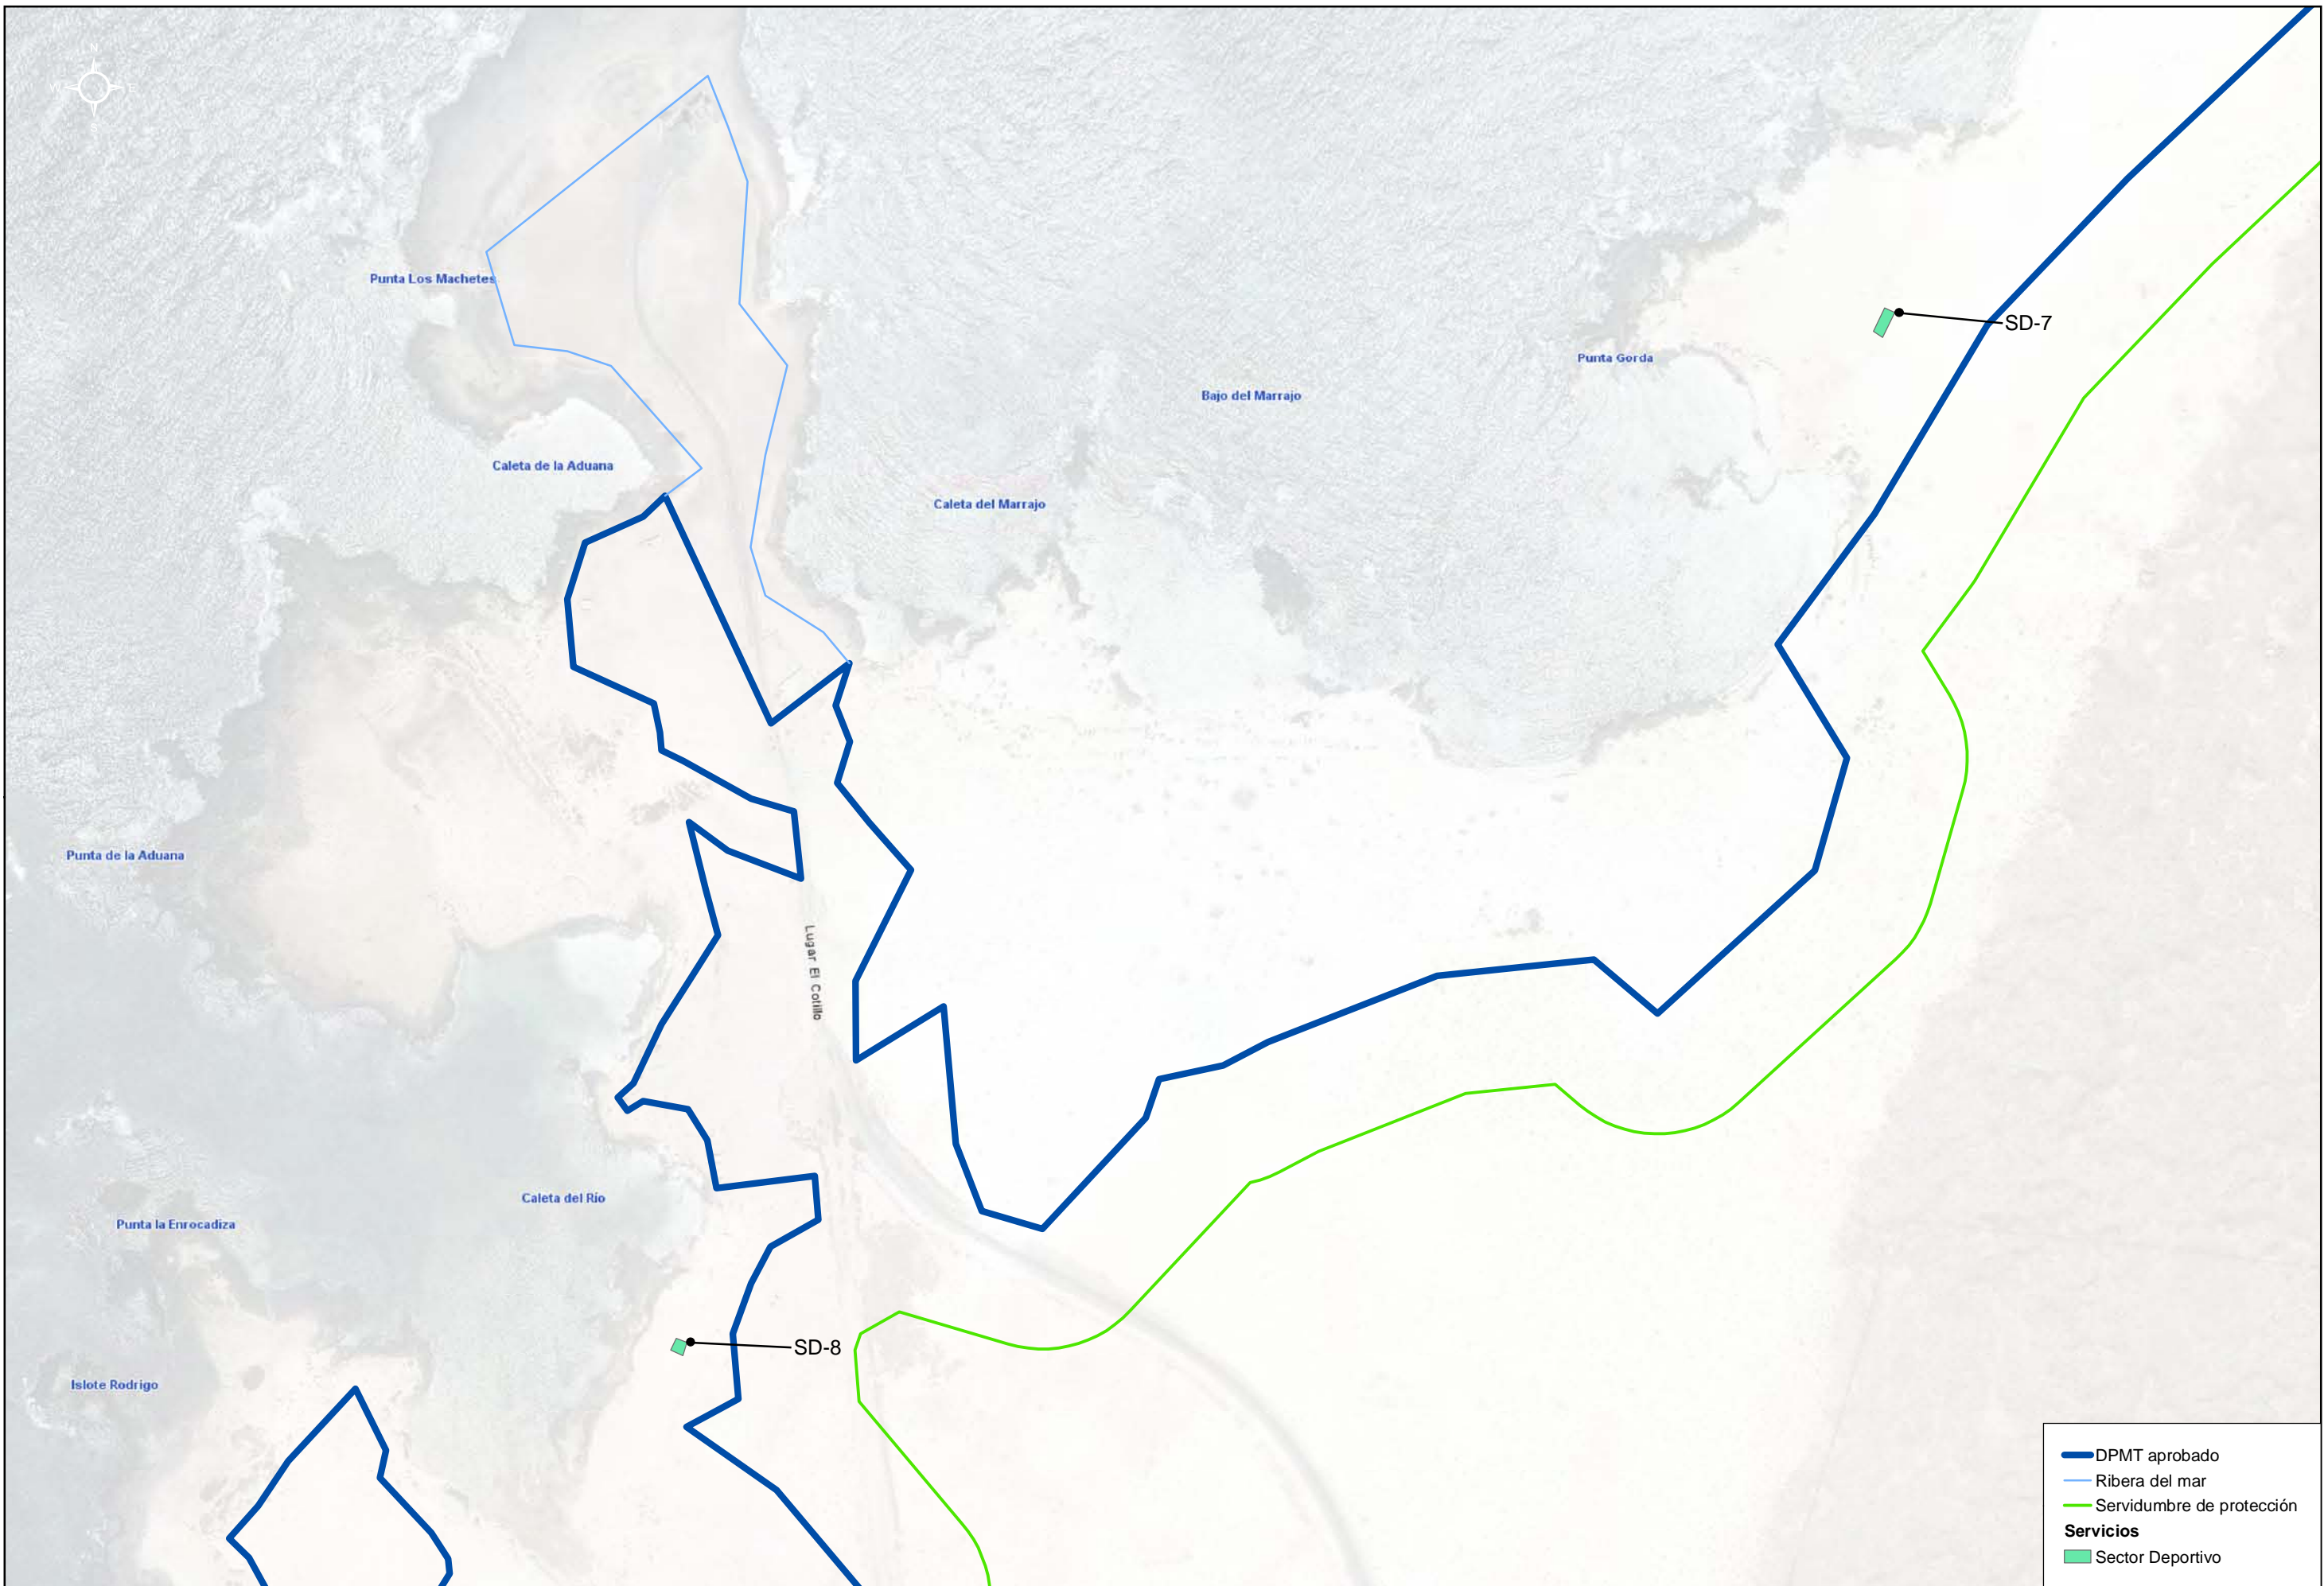 N
W E
S
Punta Los Machetes
SD-7
Punta Gorda
Bajo del Marrajo
Caleta de la Aduana
Caleta del Marrajo
Punta de la Aduana
Lugar El Cotillo
Caleta del Río
Punta la Enrocadiza
SD-8
Islote Rodrigo
DPMT aprobado
Ribera del mar
Servidumbre de protección
Servicios
Sector Deportivo